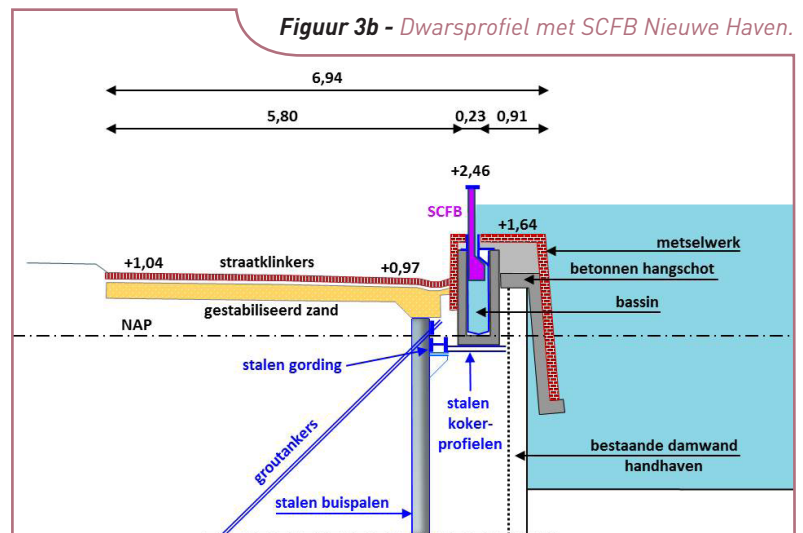 Figuur 3b - Dwarsprofiel met SCFB Nieuwe Haven.
6,94
5,80
0,23
0,91
+2,46
SCFB
+1,64
metselwerk
+1,04
straatklinkers
+0,97
betonnen hangschot
gestabiliseerd zand
bassin
NAP
stalen gording
stalen
koker-
profielen
groutankers
bestaande damwand
handhaven
stalen buispalen